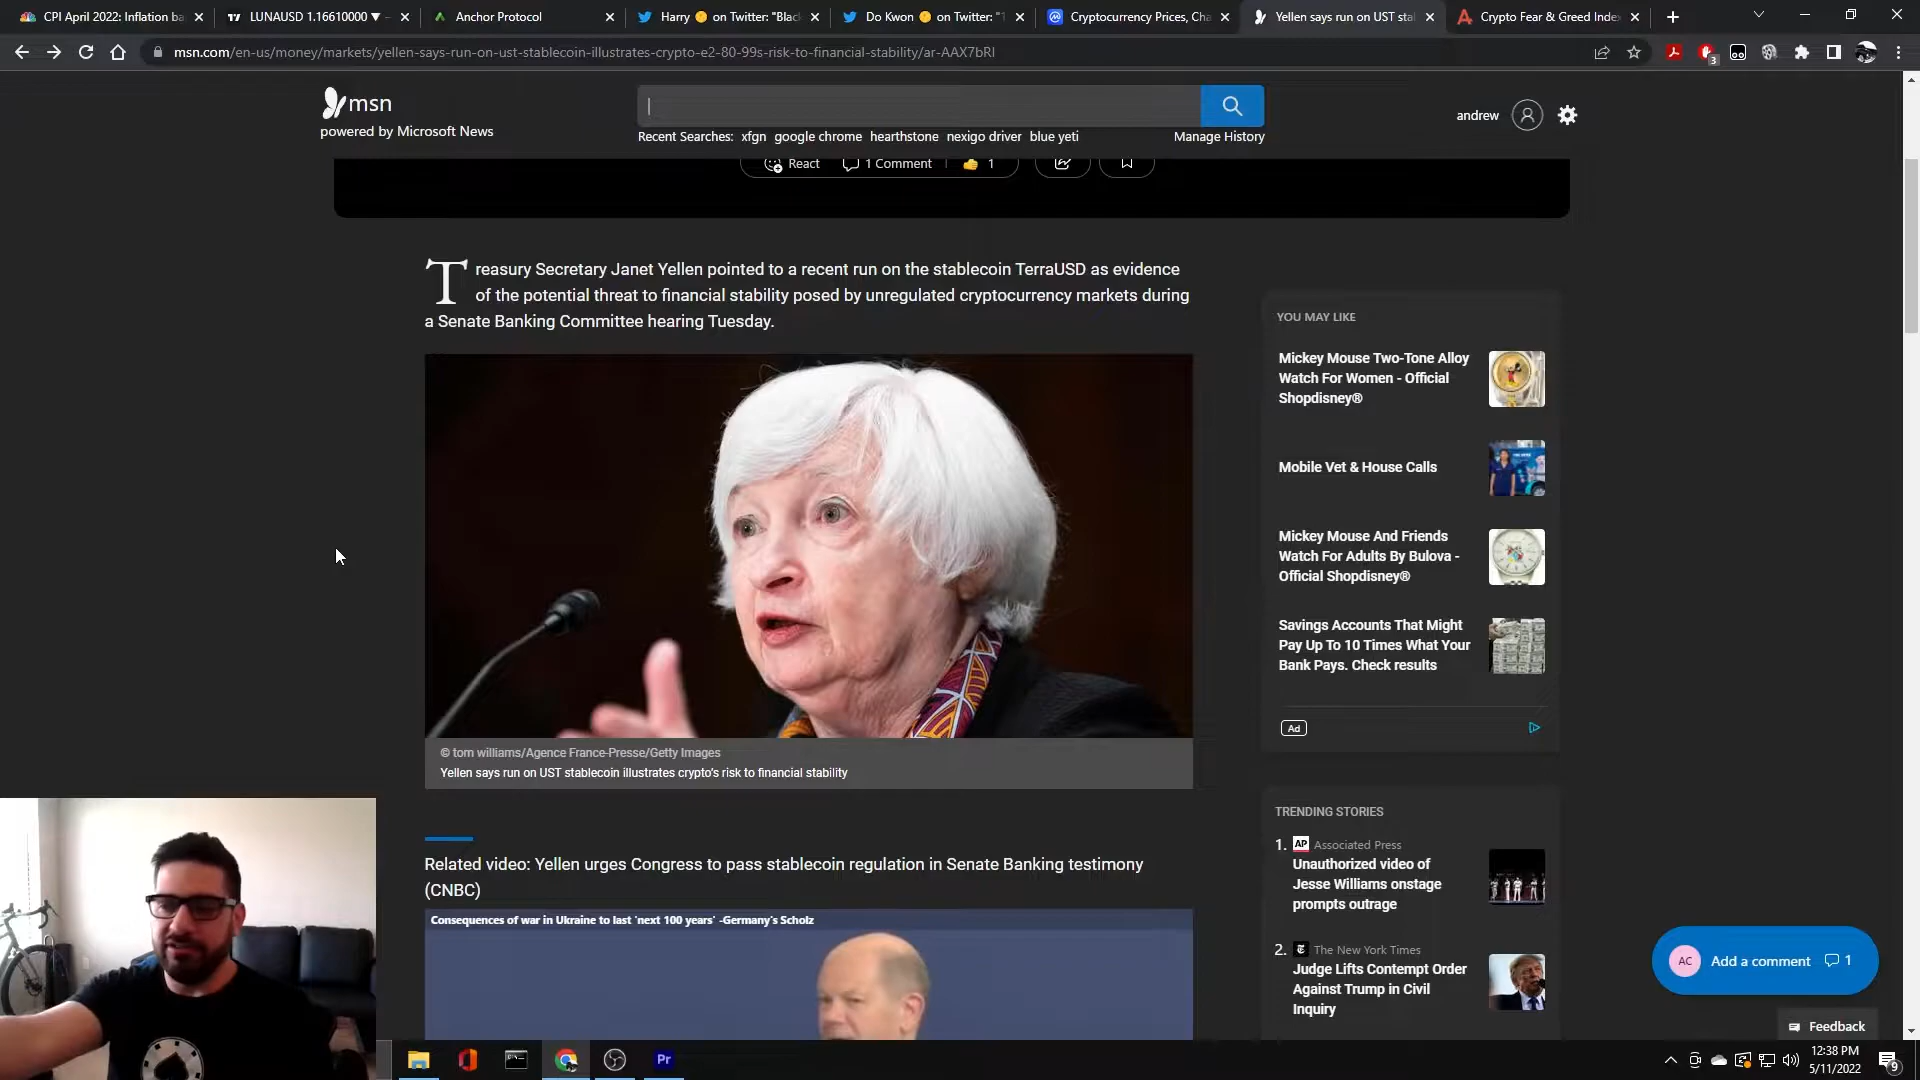 CPI April 2022: Inflation ba
LUNAUSD 1.16610000 ▼
Anchor Protocol
Harry 🟡 on Twitter: "Blac
Do Kwon 🟡 on Twitter: "
Cryptocurrency Prices, Cha
Yellen says run on UST stab
Crypto Fear & Greed Index
msn.com/en-us/money/markets/yellen-says-run-on-ust-stablecoin-illustrates-crypto-e2-80-99s-risk-to-financial-stability/ar-AAX7bRI
3
msn
powered by Microsoft News
Recent Searches: xfgn google chrome hearthstone nexigo driver blue yeti
Manage History
andrew
React
1 Comment
1
Treasury Secretary Janet Yellen pointed to a recent run on the stablecoin TerraUSD as evidence
of the potential threat to financial stability posed by unregulated cryptocurrency markets during
a Senate Banking Committee hearing Tuesday.
© tom williams/Agence France-Presse/Getty Images
Yellen says run on UST stablecoin illustrates crypto's risk to financial stability
Related video: Yellen urges Congress to pass stablecoin regulation in Senate Banking testimony
(CNBC)
Consequences of war in Ukraine to last 'next 100 years' -Germany's Scholz
YOU MAY LIKE
Mickey Mouse Two-Tone Alloy
Watch For Women - Official
Shopdisney®
Mobile Vet & House Calls
Mickey Mouse And Friends
Watch For Adults By Bulova -
Official Shopdisney®
Savings Accounts That Might
Pay Up To 10 Times What Your
Bank Pays. Check results
Ad
TRENDING STORIES
1. AP Associated Press
Unauthorized video of
Jesse Williams onstage
prompts outrage
2. The New York Times
Judge Lifts Contempt Order
Against Trump in Civil
Inquiry
AC Add a comment 1
Feedback
Pr
12:38 PM
5/11/2022
9